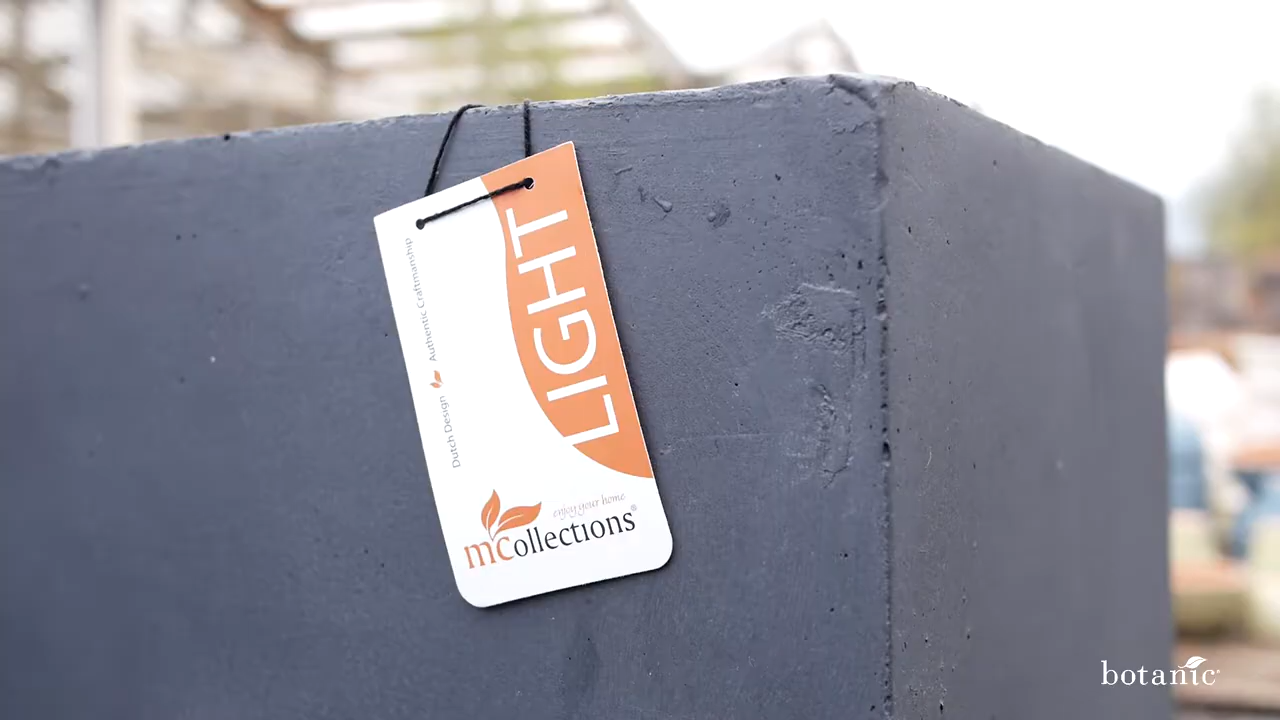 LIGHT
Dutch Design Authentic Craftmanship
enjoy your home
mcollections®
botanic